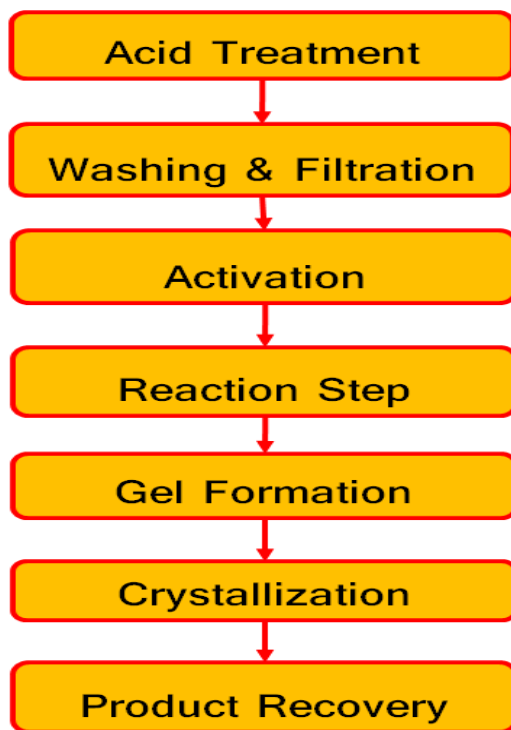 Acid Treatment
Washing & Filtration
Activation
Reaction Step
Gel Formation
Crystallization
Product Recovery